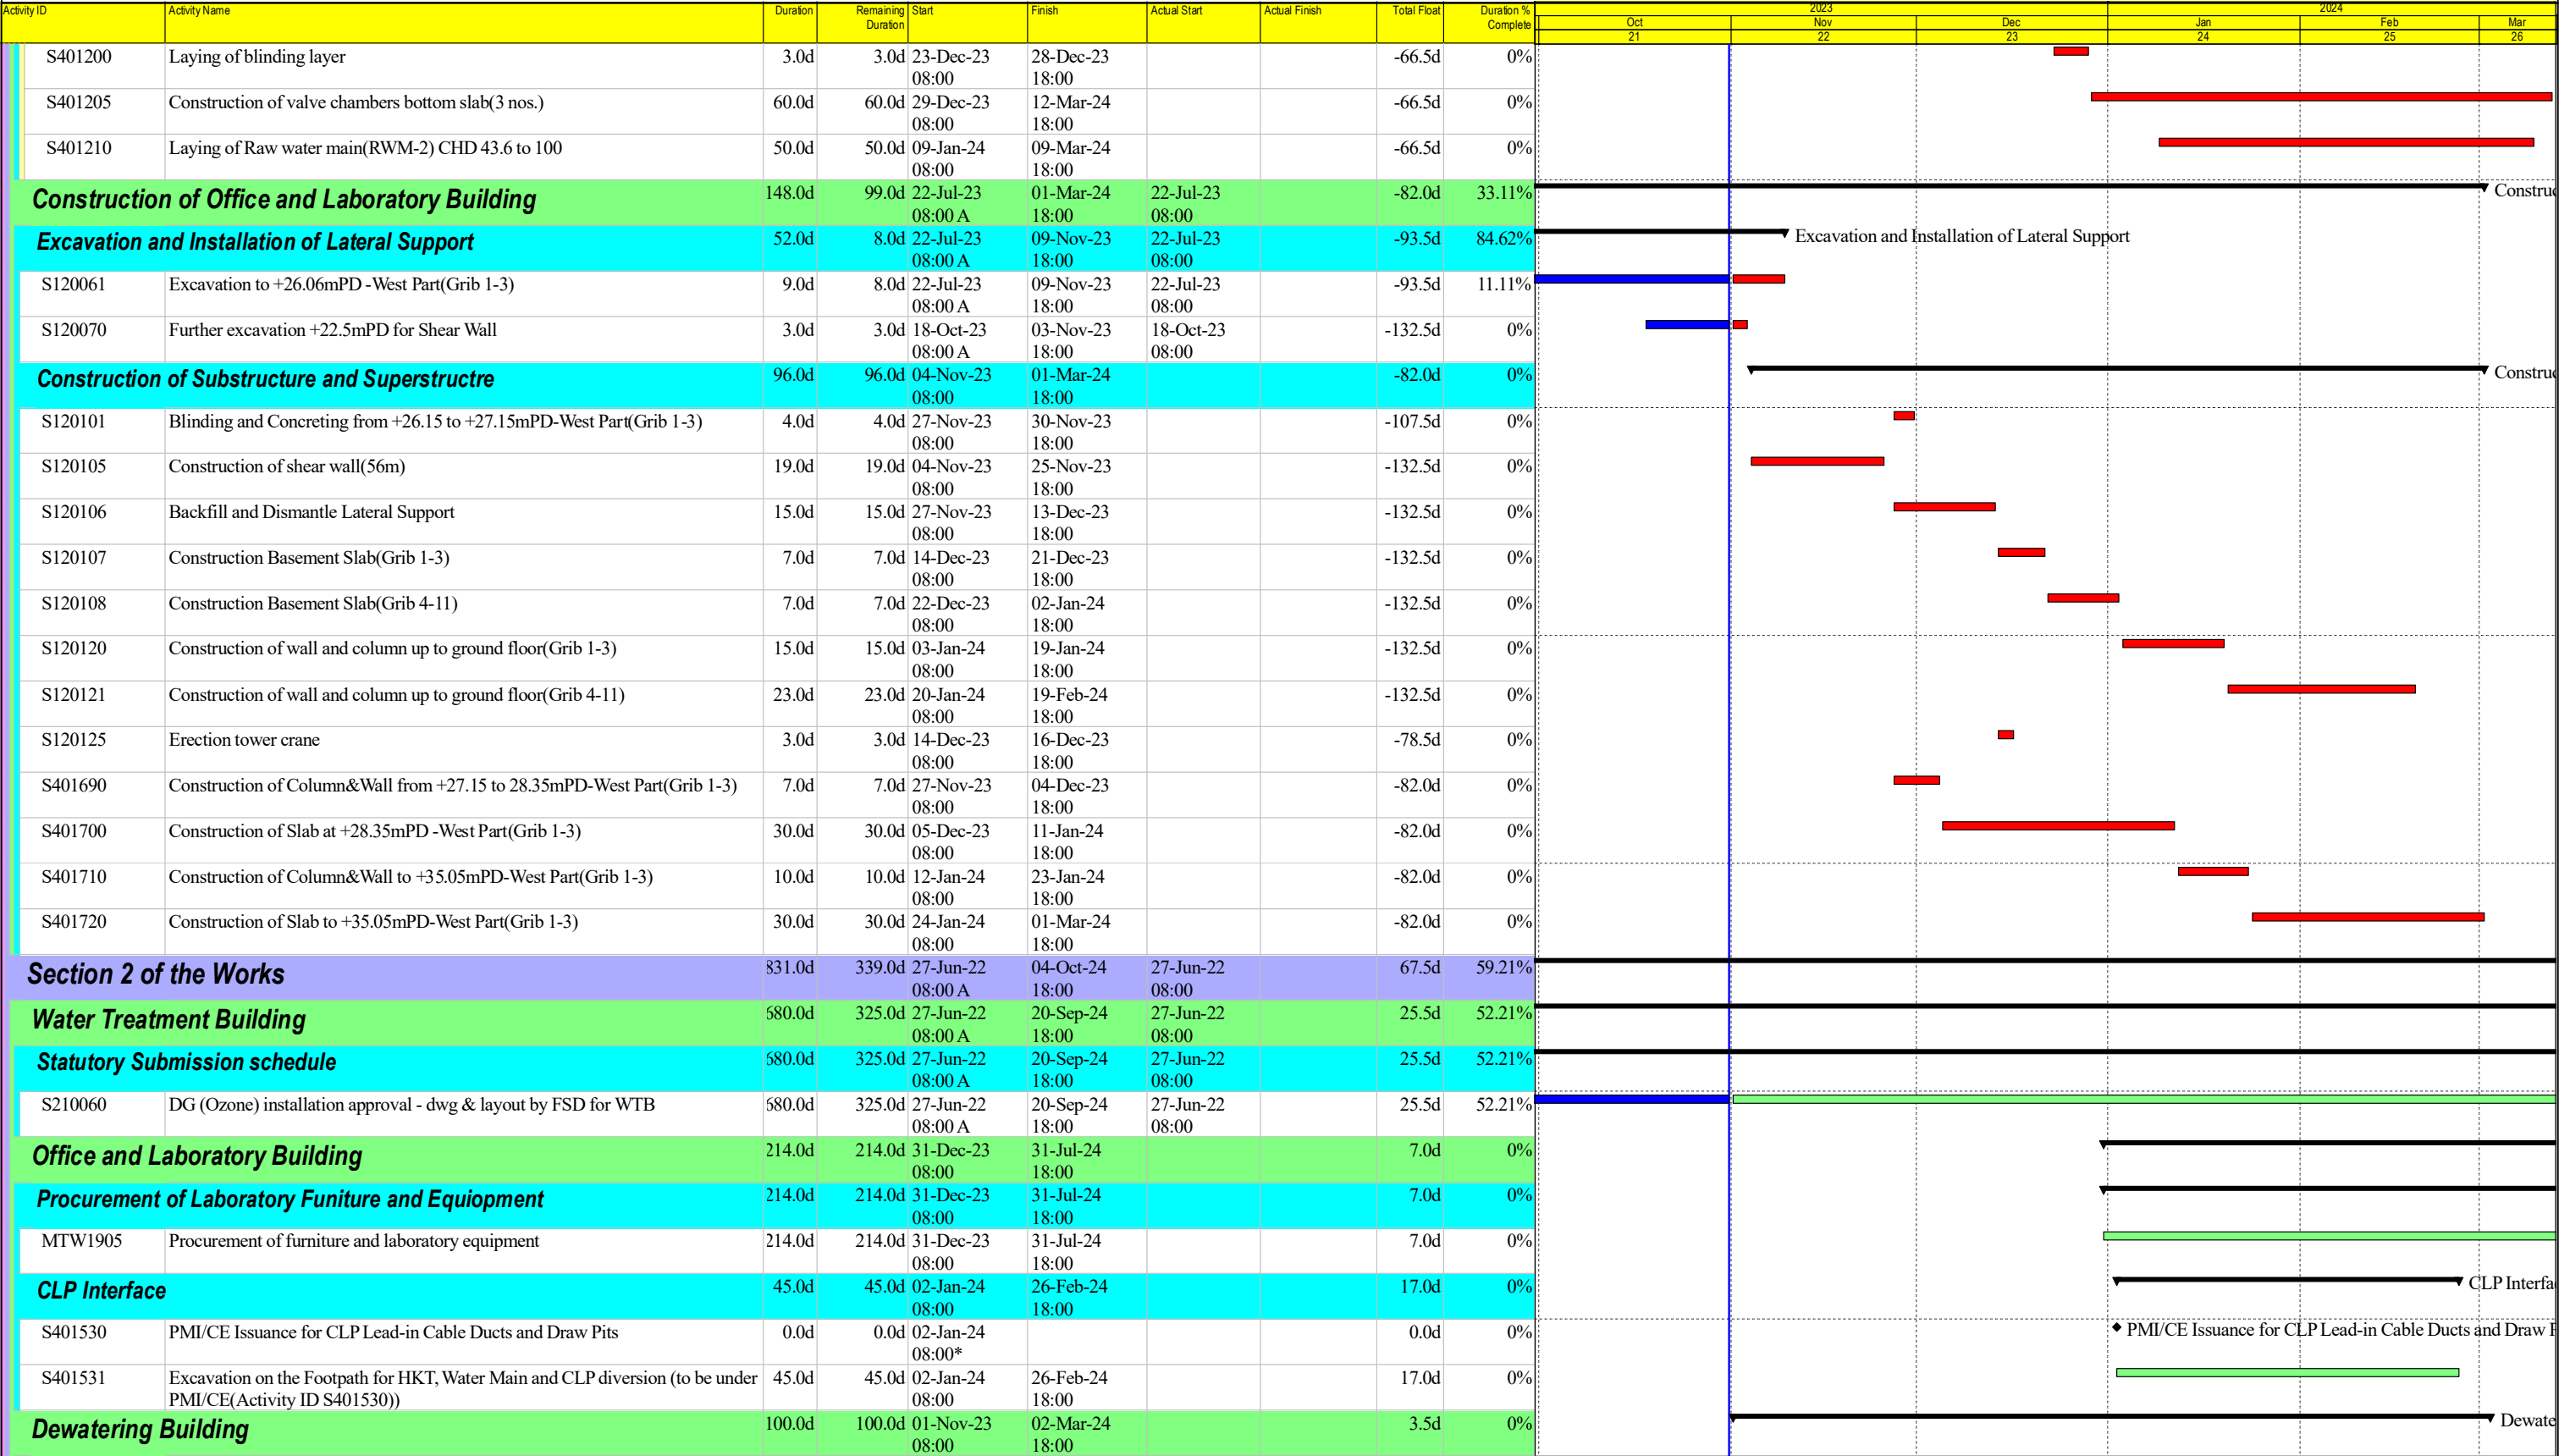 Activity ID Activity Name Duration Remaining Duration Start Finish Actual Start Actual Finish Total Float Duration % Complete 2023 2024
Oct Nov Dec Jan Feb Mar
21 22 23 24 25 26
S401200 Laying of blinding layer 3.0d 3.0d 23-Dec-23 28-Dec-23 -66.5d 0%
08:00 18:00
S401205 Construction of valve chambers bottom slab(3 nos.) 60.0d 60.0d 29-Dec-23 12-Mar-24 -66.5d 0%
08:00 18:00
S401210 Laying of Raw water main(RWM-2) CHD 43.6 to 100 50.0d 50.0d 09-Jan-24 09-Mar-24 -66.5d 0%
08:00 18:00
Construction of Office and Laboratory Building 148.0d 99.0d 22-Jul-23 01-Mar-24 22-Jul-23 -82.0d 33.11% Construc
08:00 A 18:00 08:00
Excavation and Installation of Lateral Support 52.0d 8.0d 22-Jul-23 09-Nov-23 22-Jul-23 -93.5d 84.62% Excavation and Installation of Lateral Support
08:00 A 18:00 08:00
S120061 Excavation to +26.06mPD -West Part(Grib 1-3) 9.0d 8.0d 22-Jul-23 09-Nov-23 22-Jul-23 -93.5d 11.11%
08:00 A 18:00 08:00
S120070 Further excavation +22.5mPD for Shear Wall 3.0d 3.0d 18-Oct-23 03-Nov-23 18-Oct-23 -132.5d 0%
08:00 A 18:00 08:00
Construction of Substructure and Superstructre 96.0d 96.0d 04-Nov-23 01-Mar-24 -82.0d 0% Construc
08:00 18:00
S120101 Blinding and Concreting from +26.15 to +27.15mPD-West Part(Grib 1-3) 4.0d 4.0d 27-Nov-23 30-Nov-23 -107.5d 0%
08:00 18:00
S120105 Construction of shear wall(56m) 19.0d 19.0d 04-Nov-23 25-Nov-23 -132.5d 0%
08:00 18:00
S120106 Backfill and Dismantle Lateral Support 15.0d 15.0d 27-Nov-23 13-Dec-23 -132.5d 0%
08:00 18:00
S120107 Construction Basement Slab(Grib 1-3) 7.0d 7.0d 14-Dec-23 21-Dec-23 -132.5d 0%
08:00 18:00
S120108 Construction Basement Slab(Grib 4-11) 7.0d 7.0d 22-Dec-23 02-Jan-24 -132.5d 0%
08:00 18:00
S120120 Construction of wall and column up to ground floor(Grib 1-3) 15.0d 15.0d 03-Jan-24 19-Jan-24 -132.5d 0%
08:00 18:00
S120121 Construction of wall and column up to ground floor(Grib 4-11) 23.0d 23.0d 20-Jan-24 19-Feb-24 -132.5d 0%
08:00 18:00
S120125 Erection tower crane 3.0d 3.0d 14-Dec-23 16-Dec-23 -78.5d 0%
08:00 18:00
S401690 Construction of Column&Wall from +27.15 to 28.35mPD-West Part(Grib 1-3) 7.0d 7.0d 27-Nov-23 04-Dec-23 -82.0d 0%
08:00 18:00
S401700 Construction of Slab at +28.35mPD -West Part(Grib 1-3) 30.0d 30.0d 05-Dec-23 11-Jan-24 -82.0d 0%
08:00 18:00
S401710 Construction of Column&Wall to +35.05mPD-West Part(Grib 1-3) 10.0d 10.0d 12-Jan-24 23-Jan-24 -82.0d 0%
08:00 18:00
S401720 Construction of Slab to +35.05mPD-West Part(Grib 1-3) 30.0d 30.0d 24-Jan-24 01-Mar-24 -82.0d 0%
08:00 18:00
Section 2 of the Works 831.0d 339.0d 27-Jun-22 04-Oct-24 27-Jun-22 67.5d 59.21%
08:00 A 18:00 08:00
Water Treatment Building 680.0d 325.0d 27-Jun-22 20-Sep-24 27-Jun-22 25.5d 52.21%
08:00 A 18:00 08:00
Statutory Submission schedule 680.0d 325.0d 27-Jun-22 20-Sep-24 27-Jun-22 25.5d 52.21%
08:00 A 18:00 08:00
S210060 DG (Ozone) installation approval - dwg & layout by FSD for WTB 680.0d 325.0d 27-Jun-22 20-Sep-24 27-Jun-22 25.5d 52.21%
08:00 A 18:00 08:00
Office and Laboratory Building 214.0d 214.0d 31-Dec-23 31-Jul-24 7.0d 0%
08:00 18:00
Procurement of Laboratory Funiture and Equiopment 214.0d 214.0d 31-Dec-23 31-Jul-24 7.0d 0%
08:00 18:00
MTW1905 Procurement of furniture and laboratory equipment 214.0d 214.0d 31-Dec-23 31-Jul-24 7.0d 0%
08:00 18:00
CLP Interface 45.0d 45.0d 02-Jan-24 26-Feb-24 17.0d 0% CLP Interfa
08:00 18:00
S401530 PMI/CE Issuance for CLP Lead-in Cable Ducts and Draw Pits 0.0d 0.0d 02-Jan-24 0.0d 0% PMI/CE Issuance for CLP Lead-in Cable Ducts and Draw P
08:00*
S401531 Excavation on the Footpath for HKT, Water Main and CLP diversion (to be under 45.0d 45.0d 02-Jan-24 26-Feb-24 17.0d 0%
PMI/CE(Activity ID S401530)) 08:00 18:00
Dewatering Building 100.0d 100.0d 01-Nov-23 02-Mar-24 3.5d 0% Dewate
08:00 18:00